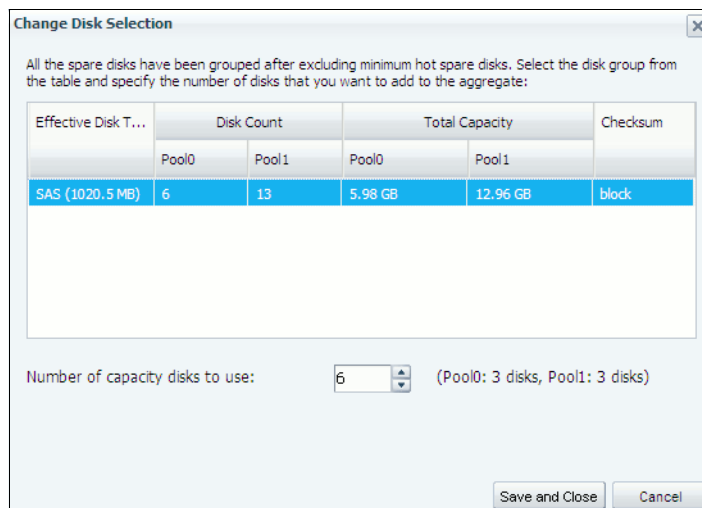 Change Disk Selection
All the spare disks have been grouped after excluding minimum hot spare disks. Select the disk group from
the table and specify the number of disks that you want to add to the aggregate:
Effective Disk T... Disk Count Total Capacity Checksum
Pool0 Pool1 Pool0 Pool1
SAS (1020.5 MB) 6 13 5.98 GB 12.96 GB block
Number of capacity disks to use: 6 (Pool0: 3 disks, Pool1: 3 disks)
Save and Close Cancel